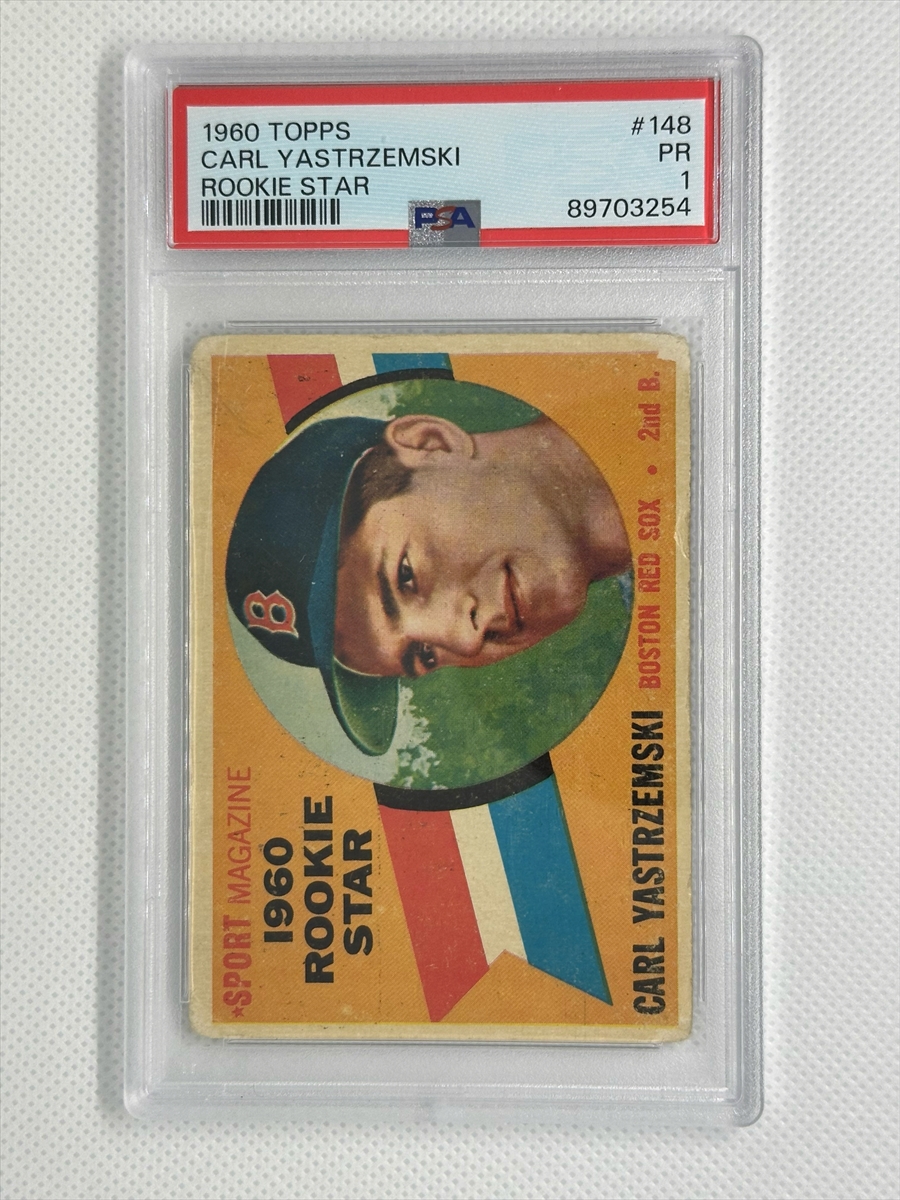 1960 TOPPS #148
CARL YASTRZEMSKI PR
ROOKIE STAR 1
89703254
PSA
★SPORT MAGAZINE
1960
ROOKIE
STAR
B
CARL YASTRZEMSKI BOSTON RED SOX • 2nd B.